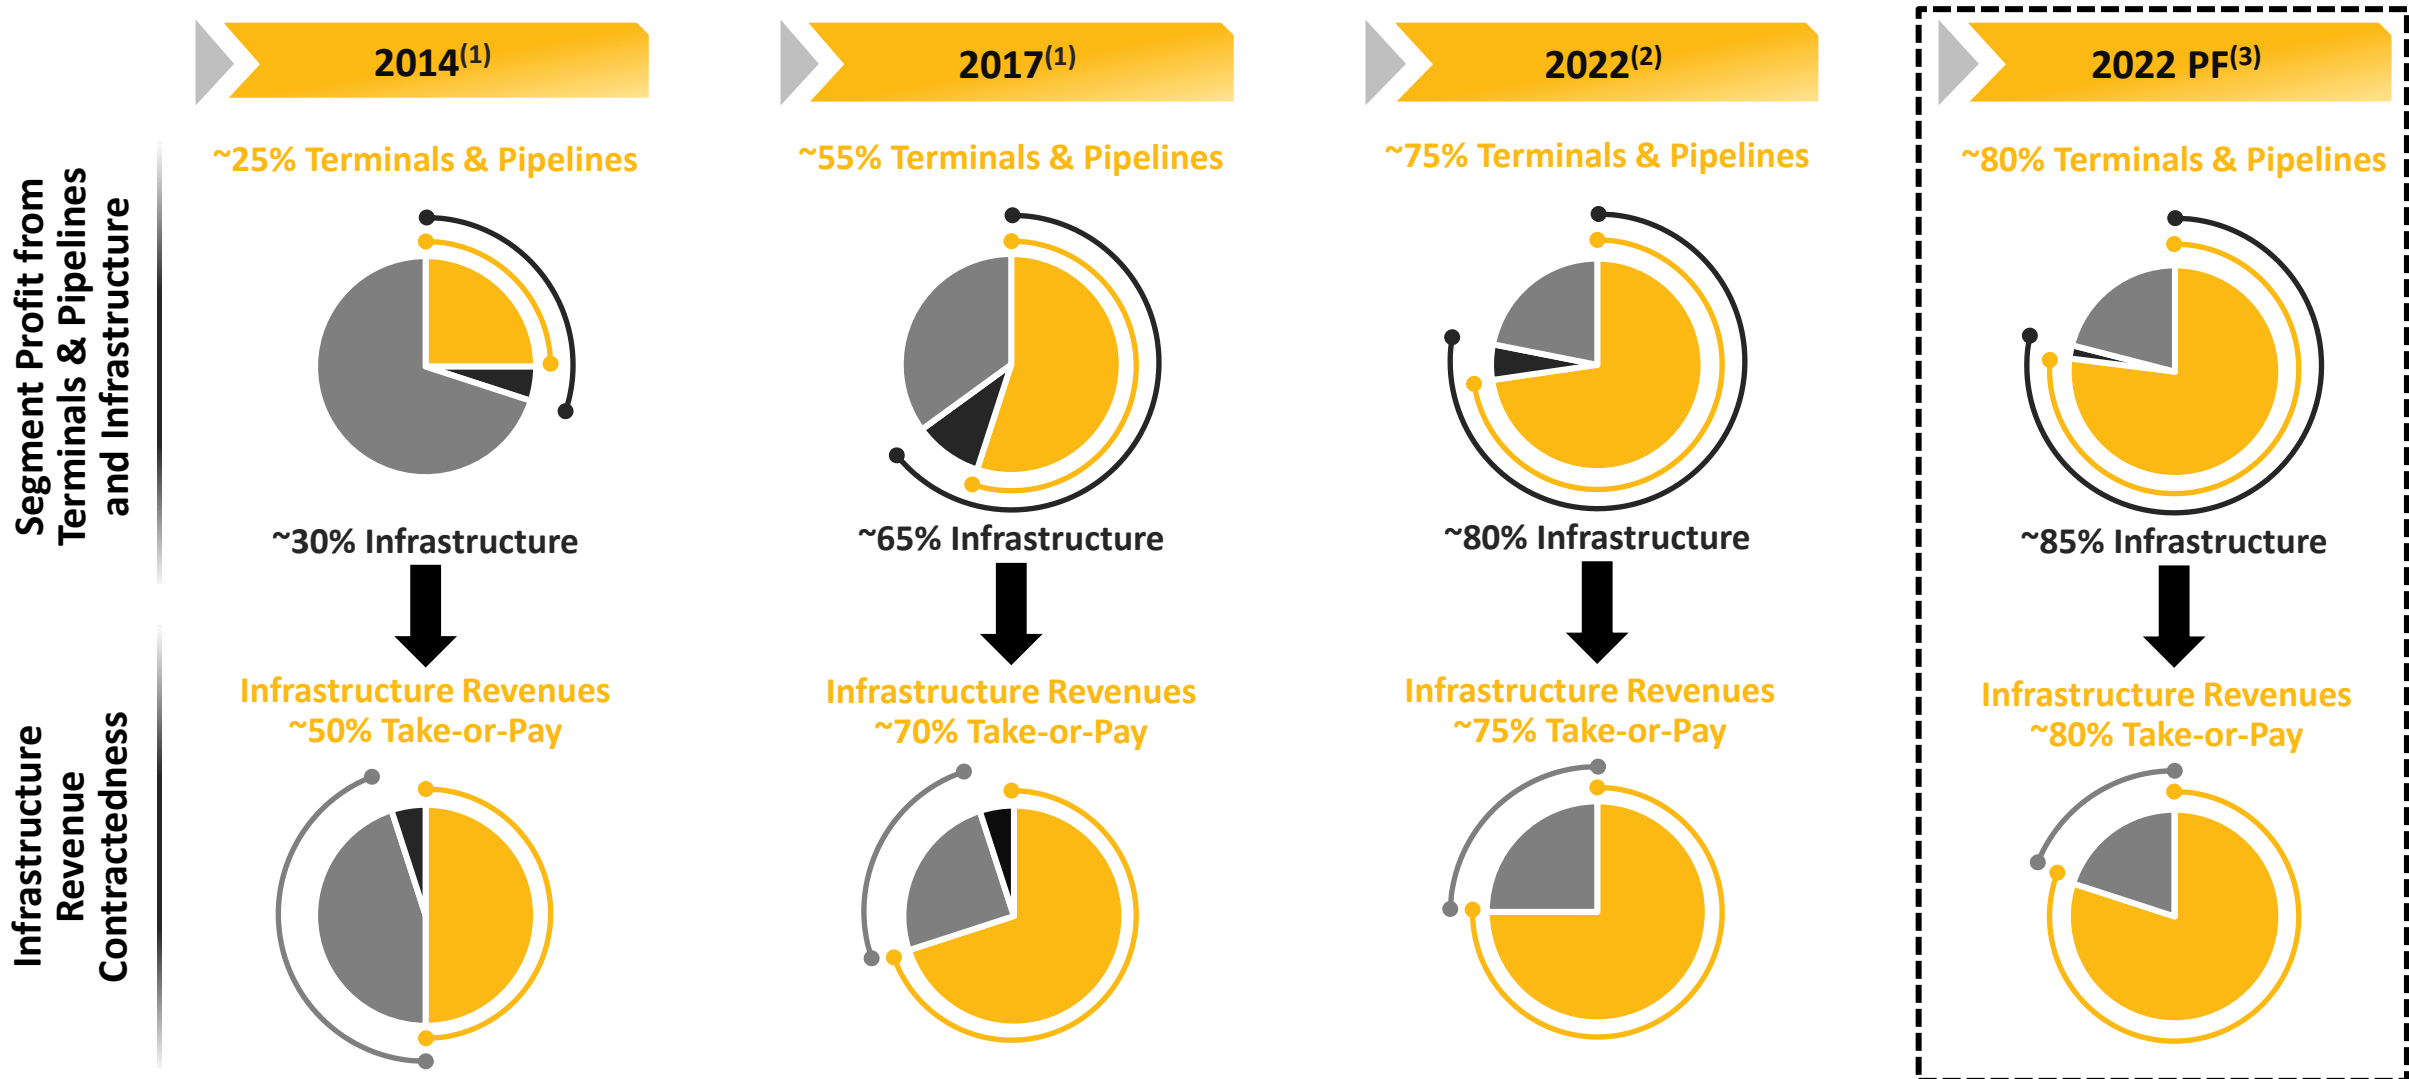 2014(1)
2017(1)
2022(2)
2022 PF(3)
Segment Profit from
Terminals & Pipelines
and Infrastructure
~25% Terminals & Pipelines
~55% Terminals & Pipelines
~75% Terminals & Pipelines
~80% Terminals & Pipelines
~30% Infrastructure
~65% Infrastructure
~80% Infrastructure
~85% Infrastructure
Infrastructure
Revenue
Contractedness
Infrastructure Revenues
~50% Take-or-Pay
Infrastructure Revenues
~70% Take-or-Pay
Infrastructure Revenues
~75% Take-or-Pay
Infrastructure Revenues
~80% Take-or-Pay